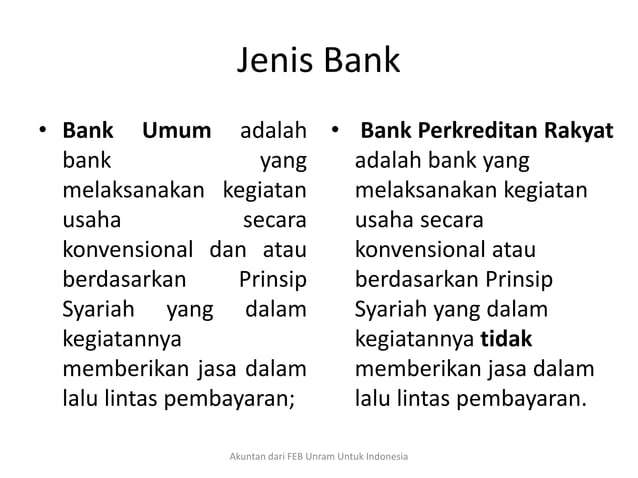 Jenis Bank
• Bank Umum adalah
bank yang
melaksanakan kegiatan
usaha secara
konvensional dan atau
berdasarkan Prinsip
Syariah yang dalam
kegiatannya
memberikan jasa dalam
lalu lintas pembayaran;
• Bank Perkreditan Rakyat
adalah bank yang
melaksanakan kegiatan
usaha secara
konvensional atau
berdasarkan Prinsip
Syariah yang dalam
kegiatannya tidak
memberikan jasa dalam
lalu lintas pembayaran.
Akuntan dari FEB Unram Untuk Indonesia